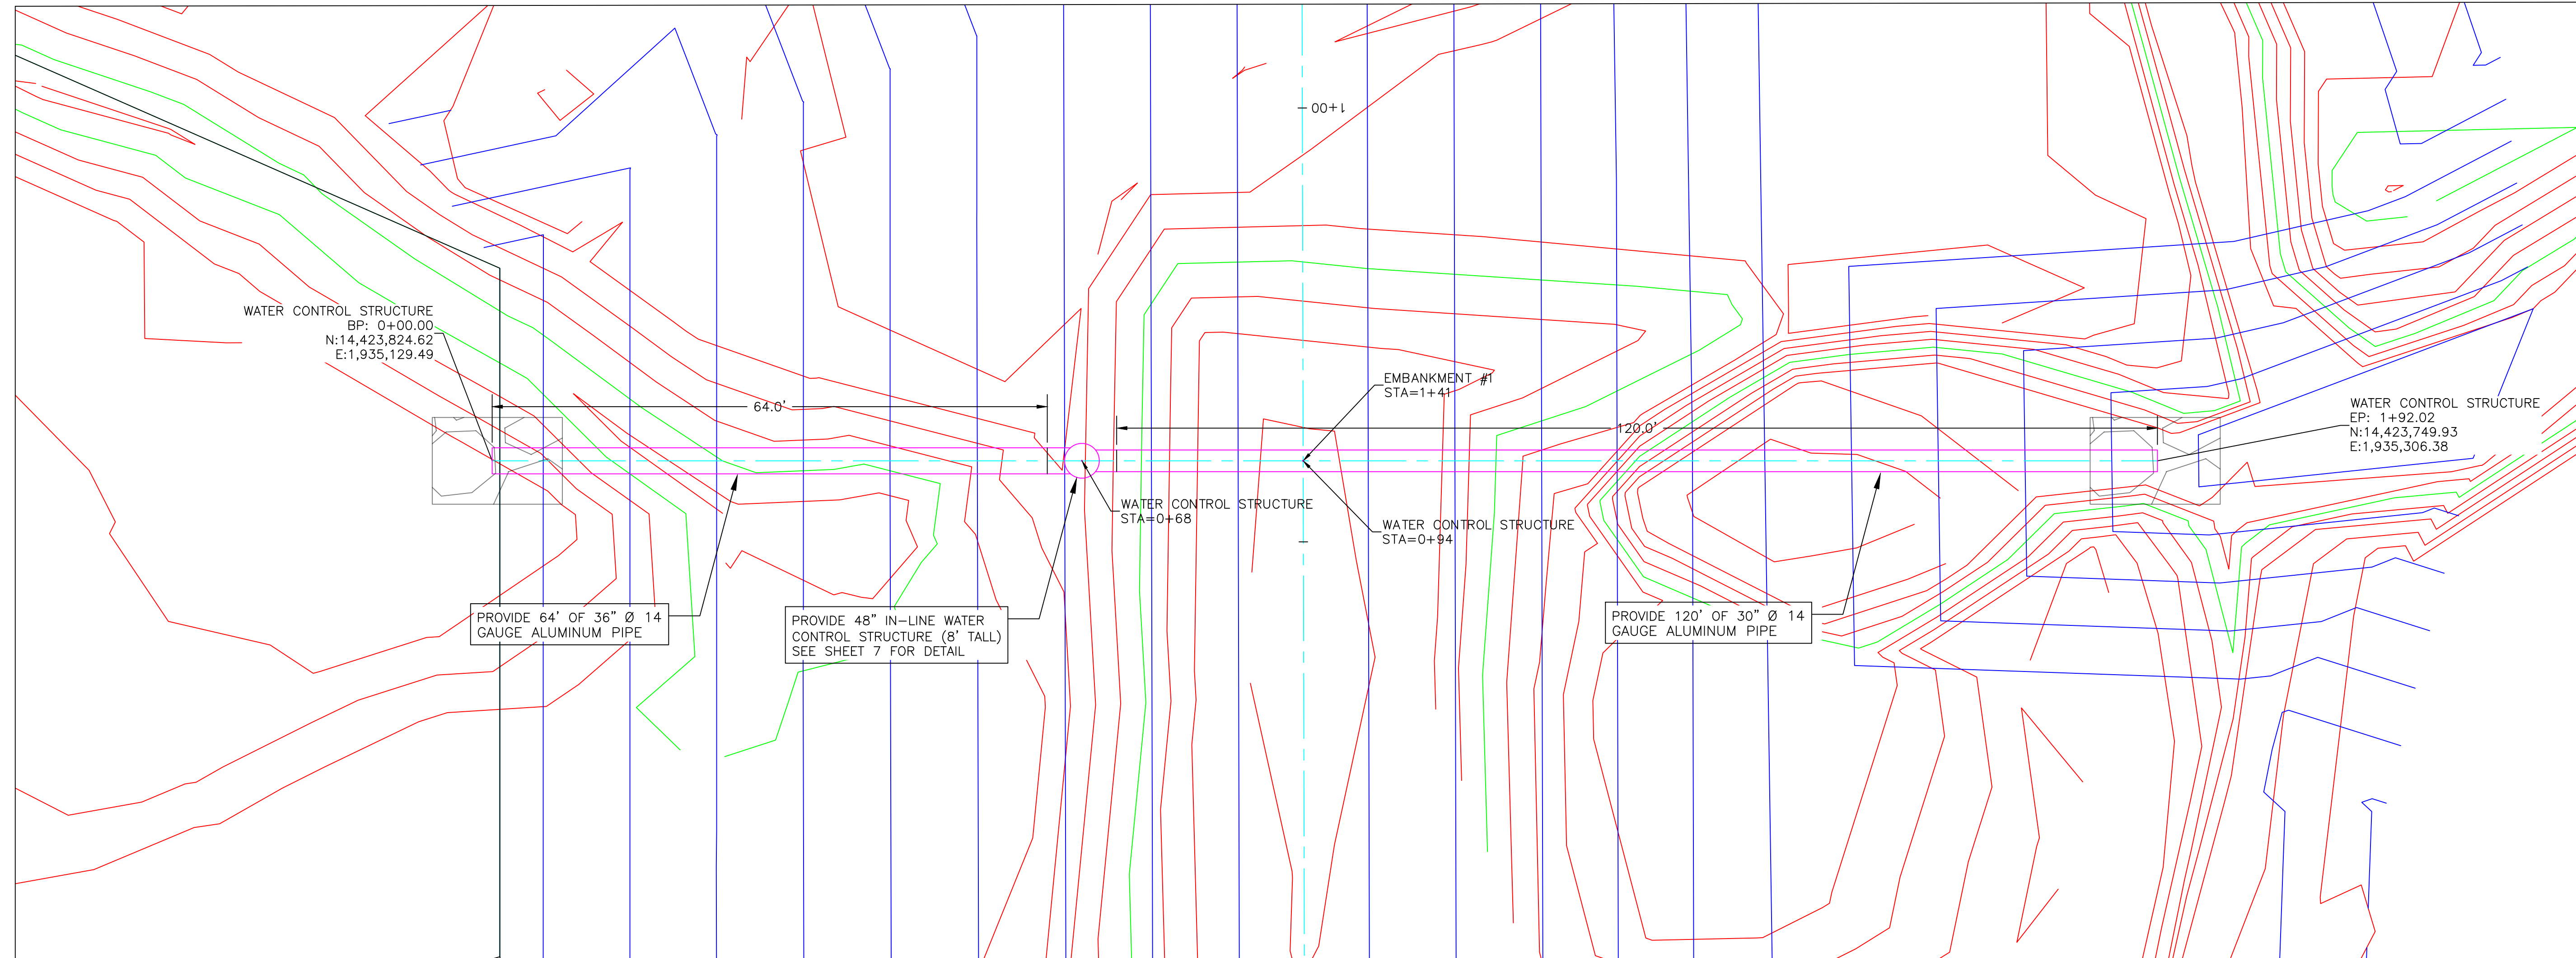 1+00
WATER CONTROL STRUCTURE
BP: 0+00.00
N:14,423,824.62
E:1,935,129.49
64.0'
EMBANKMENT #1
STA=1+41
120.0'
WATER CONTROL STRUCTURE
EP: 1+92.02
N:14,423,749.93
E:1,935,306.38
WATER CONTROL STRUCTURE
STA=0+68
WATER CONTROL STRUCTURE
STA=0+94
PROVIDE 64' OF 36" Ø 14
GAUGE ALUMINUM PIPE
PROVIDE 48" IN-LINE WATER
CONTROL STRUCTURE (8' TALL)
SEE SHEET 7 FOR DETAIL
PROVIDE 120' OF 30" Ø 14
GAUGE ALUMINUM PIPE